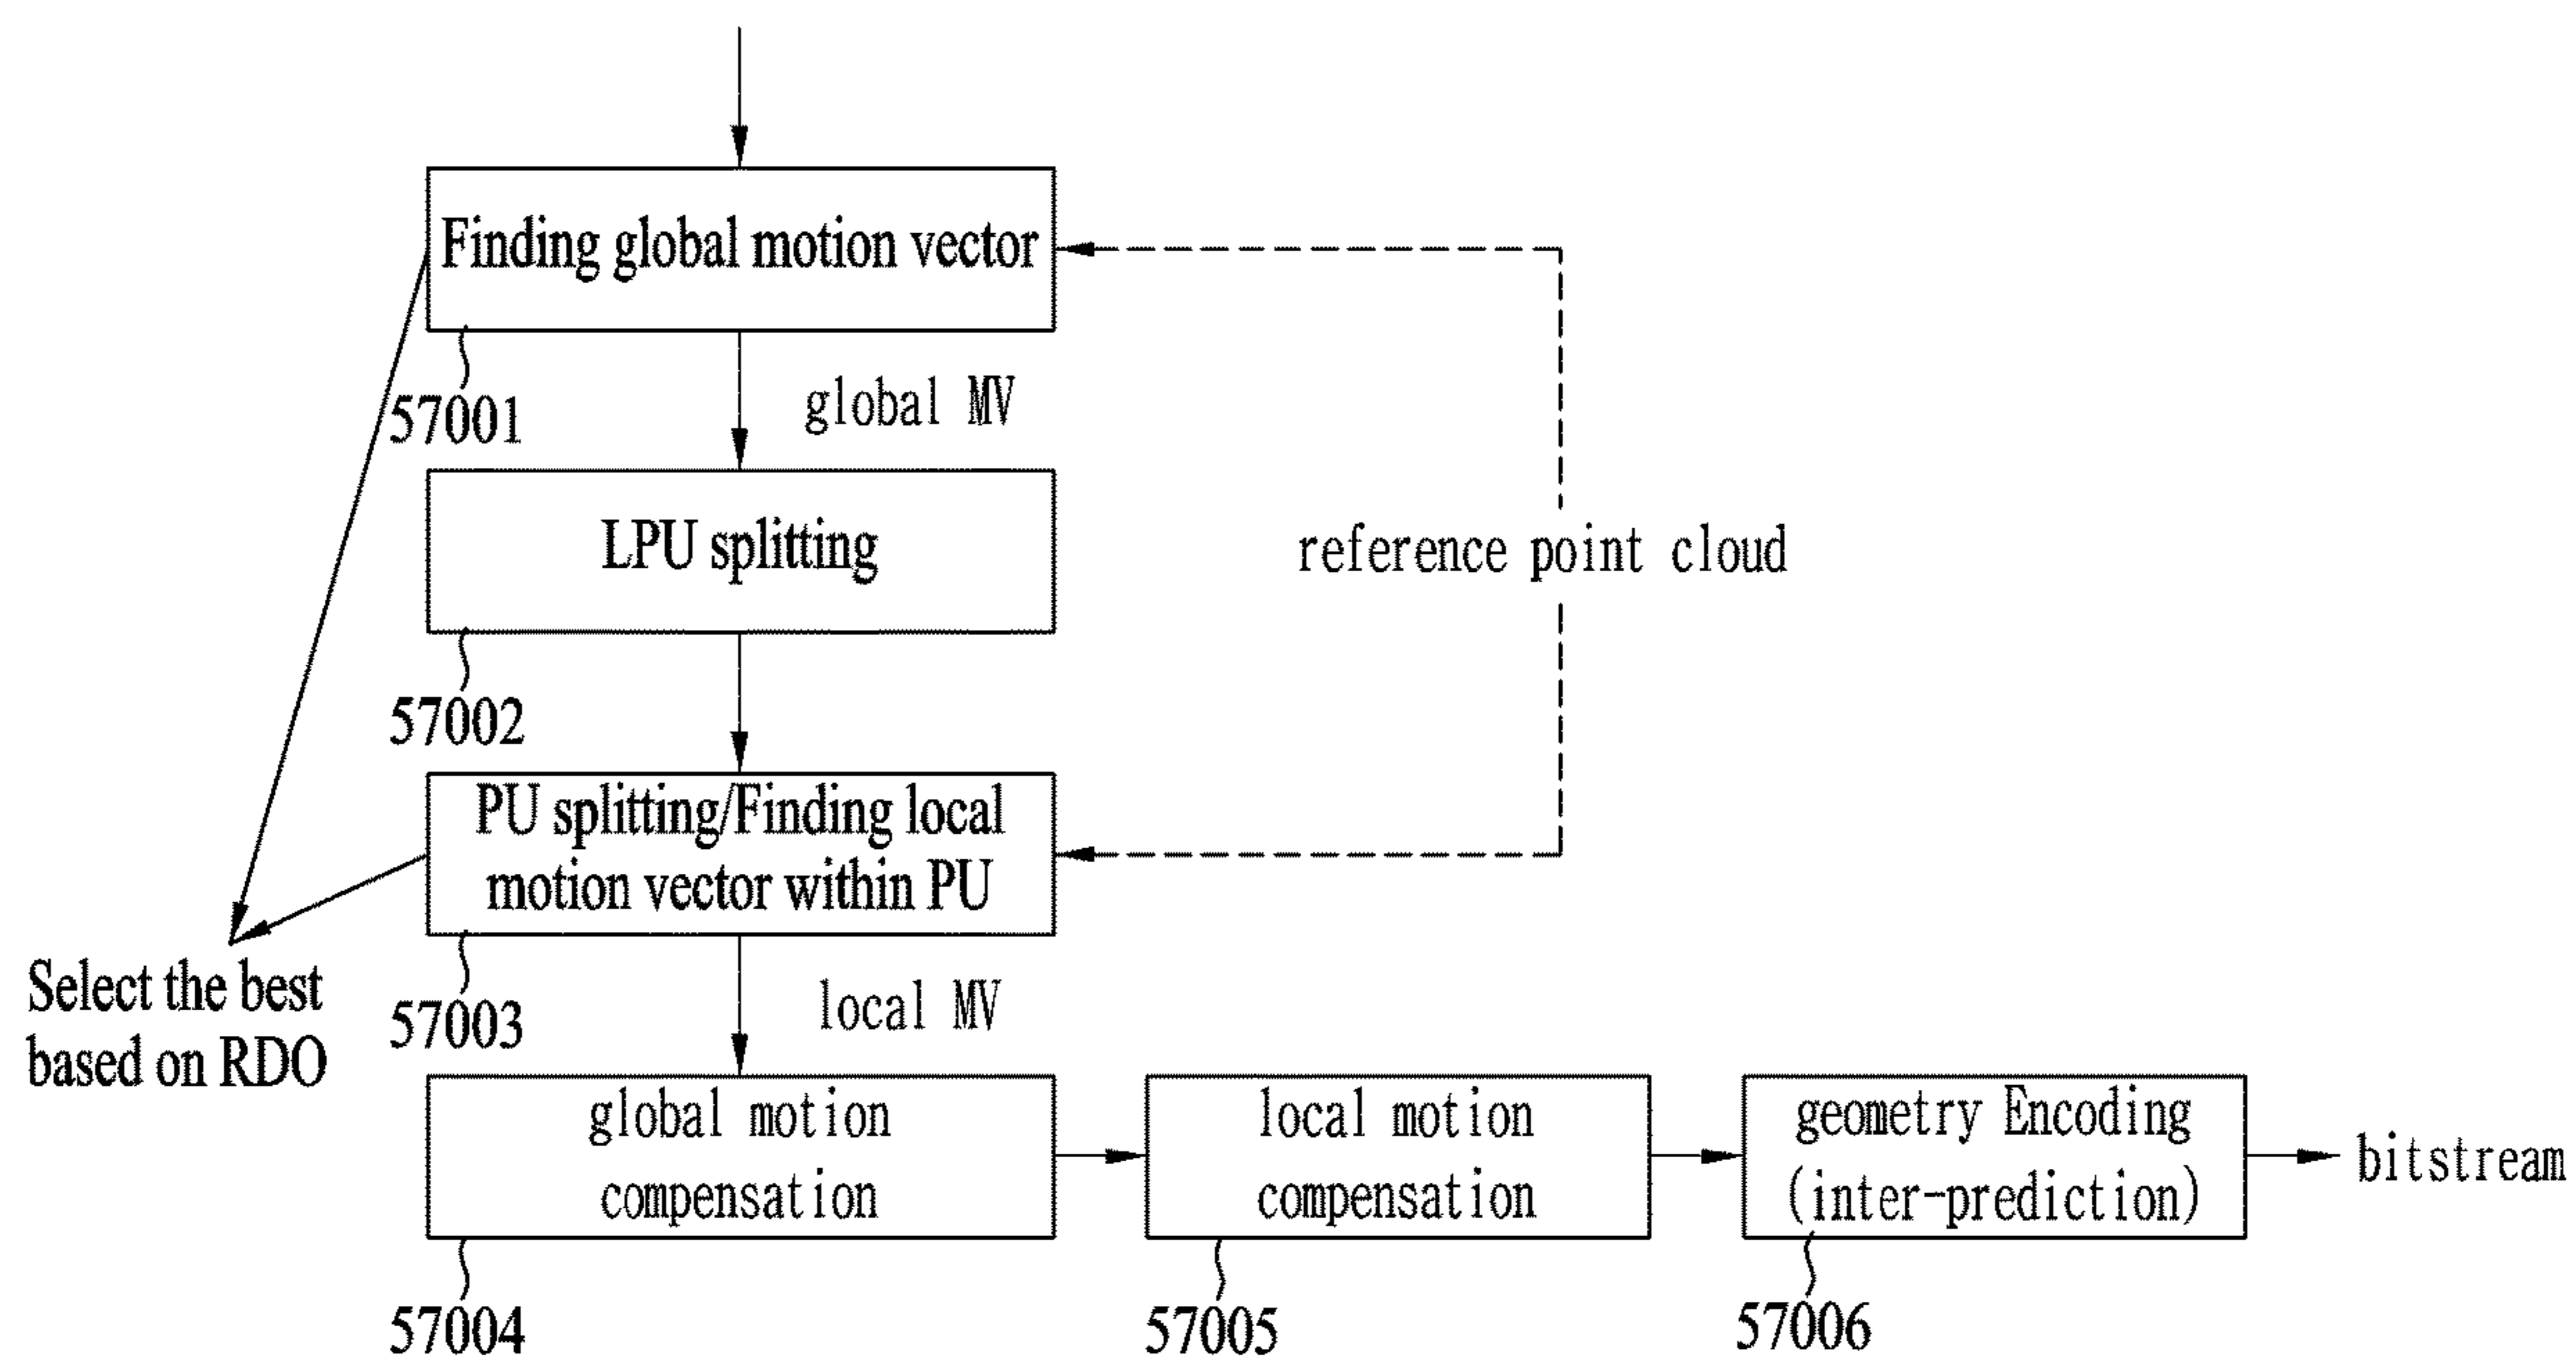 Finding global motion vector
57001
global MV
LPU splitting
reference point cloud
57002
PU splitting/Finding local
motion vector within PU
Select the best
based on RDO
57003
local MV
global motion
compensation
57004
local motion
compensation
57005
geometry Encoding
(inter-prediction)
57006
bitstream